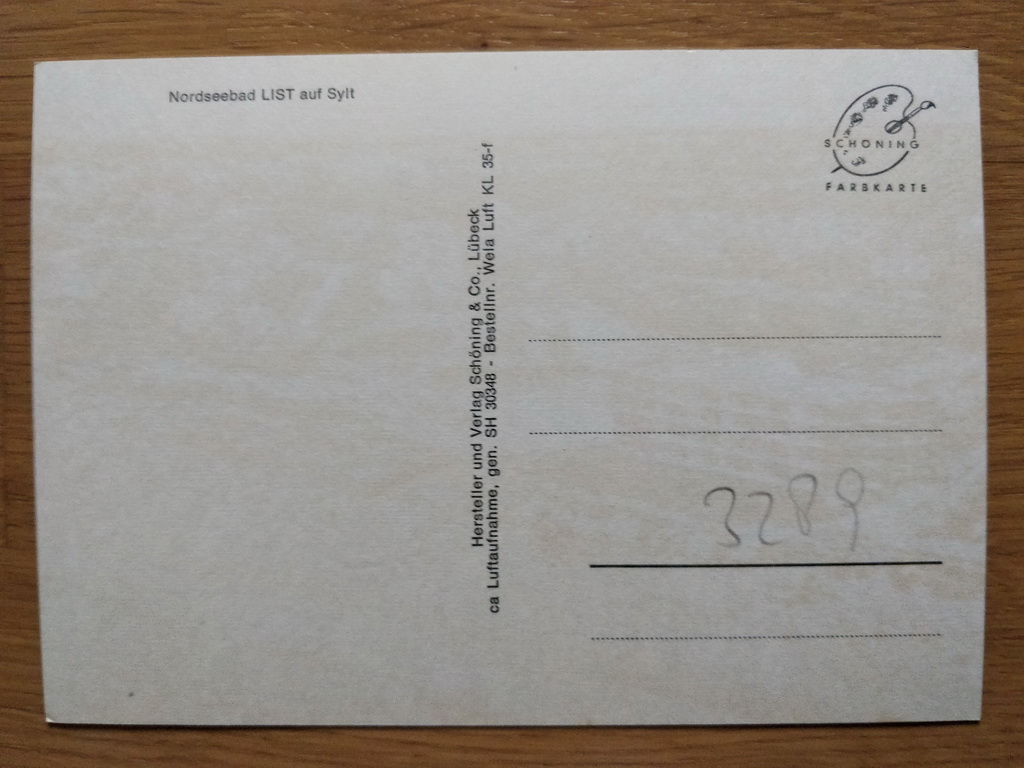 Nordseebad LIST auf Sylt
Hersteller und Verlag Schöning & Co., Lübeck
ca Luftaufnahme, gen. SH 30348 - Bestellnr. Wela Luft KL 35-f
SCHÖNING
FARBKARTE
3289